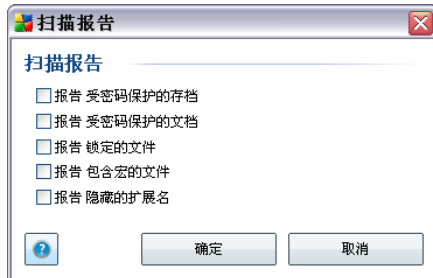 扫描报告
扫描报告
报告 受密码保护的存档
报告 受密码保护的文档
报告 锁定的文件
报告 包含宏的文件
报告 隐藏的扩展名
?
确定
取消